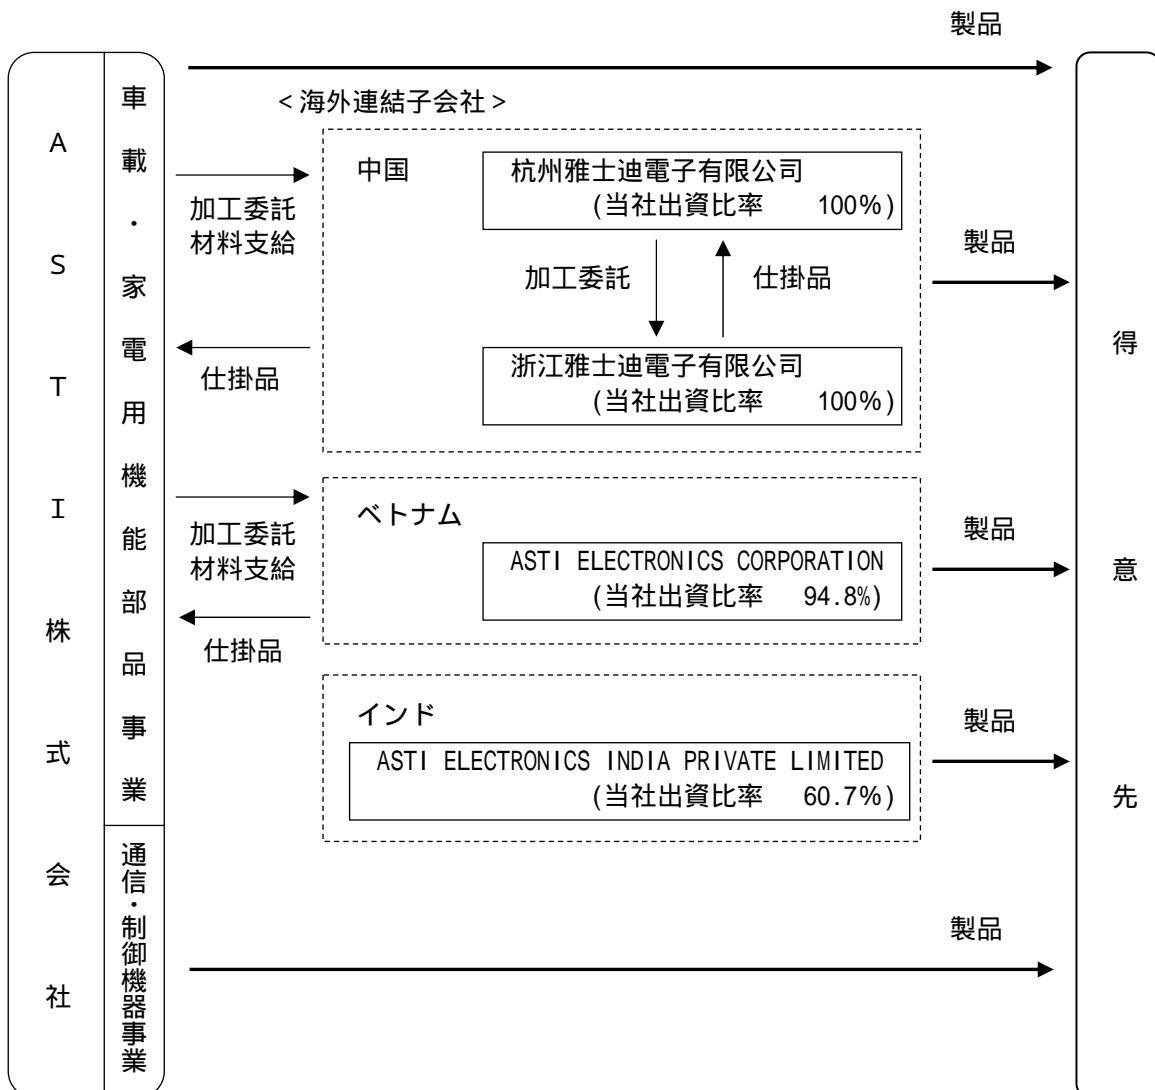 製品
ＡＳＴＩ株式会社
車載・家電用機能部品事業
＜海外連結子会社＞
中国
杭州雅士迪電子有限公司
(当社出資比率　100%)
加工委託
材料支給
加工委託
仕掛品
製品
仕掛品
浙江雅士迪電子有限公司
(当社出資比率　100%)
得意先
加工委託
材料支給
仕掛品
ベトナム
ASTI ELECTRONICS CORPORATION
(当社出資比率　94.8%)
製品
インド
ASTI ELECTRONICS INDIA PRIVATE LIMITED
(当社出資比率　60.7%)
製品
通信・制御機器事業
製品